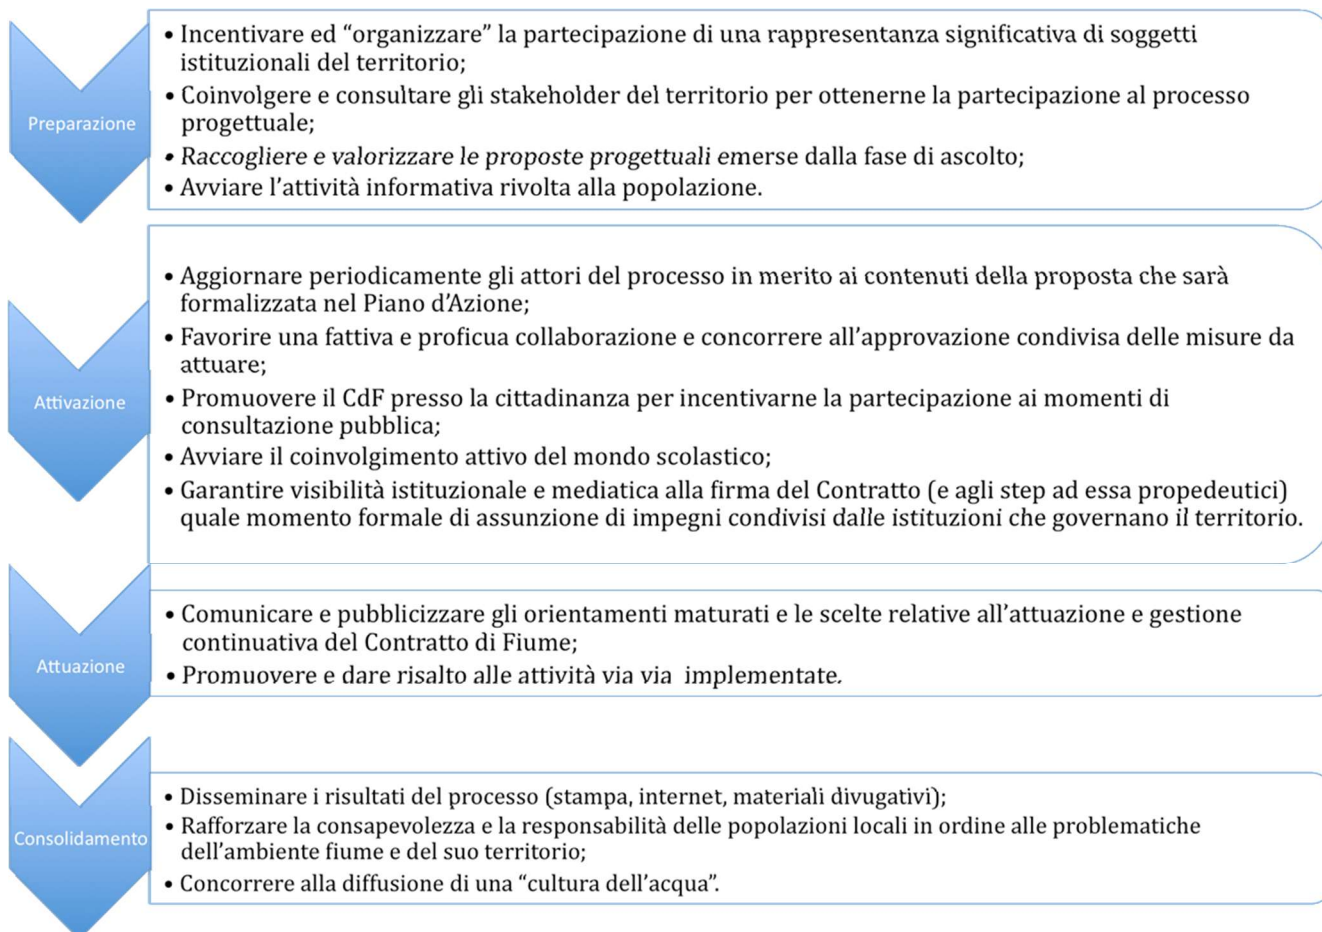 Preparazione
• Incentivare ed “organizzare” la partecipazione di una rappresentanza significativa di soggetti
istituzionali del territorio;
• Coinvolgere e consultare gli stakeholder del territorio per ottenerne la partecipazione al processo
progettuale;
• Raccogliere e valorizzare le proposte progettuali emerse dalla fase di ascolto;
• Avviare l’attività informativa rivolta alla popolazione.
Attivazione
• Aggiornare periodicamente gli attori del processo in merito ai contenuti della proposta che sarà
formalizzata nel Piano d’Azione;
• Favorire una fattiva e proficua collaborazione e concorrere all’approvazione condivisa delle misure da
attuare;
• Promuovere il CdF presso la cittadinanza per incentivarne la partecipazione ai momenti di
consultazione pubblica;
• Avviare il coinvolgimento attivo del mondo scolastico;
• Garantire visibilità istituzionale e mediatica alla firma del Contratto (e agli step ad essa propedeutici)
quale momento formale di assunzione di impegni condivisi dalle istituzioni che governano il territorio.
Attuazione
• Comunicare e pubblicizzare gli orientamenti maturati e le scelte relative all’attuazione e gestione
continuativa del Contratto di Fiume;
• Promuovere e dare risalto alle attività via via implementate.
Consolidamento
• Disseminare i risultati del processo (stampa, internet, materiali divugativi);
• Rafforzare la consapevolezza e la responsabilità delle popolazioni locali in ordine alle problematiche
dell’ambiente fiume e del suo territorio;
• Concorrere alla diffusione di una “cultura dell’acqua”.